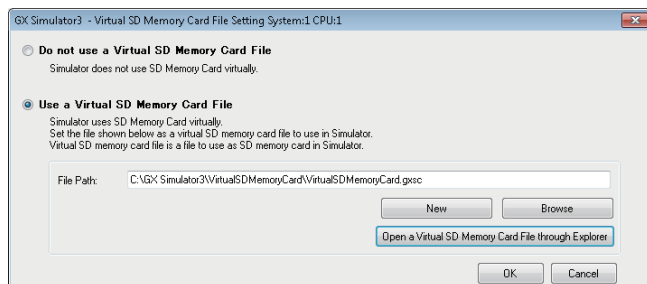 GX Simulator3 - Virtual SD Memory Card File Setting System:1 CPU:1
Do not use a Virtual SD Memory Card File
Simulator does not use SD Memory Card virtually.
Use a Virtual SD Memory Card File
Simulator uses SD Memory Card virtually.
Set the file shown below as a virtual SD memory card file to use in Simulator.
Virtual SD memory card file is a file to use as SD memory card in Simulator.
File Path: C:\GX Simulator3\VirtualSDMemoryCard\VirtualSDMemoryCard.gxsc
New Browse
Open a Virtual SD Memory Card File through Explorer
OK Cancel